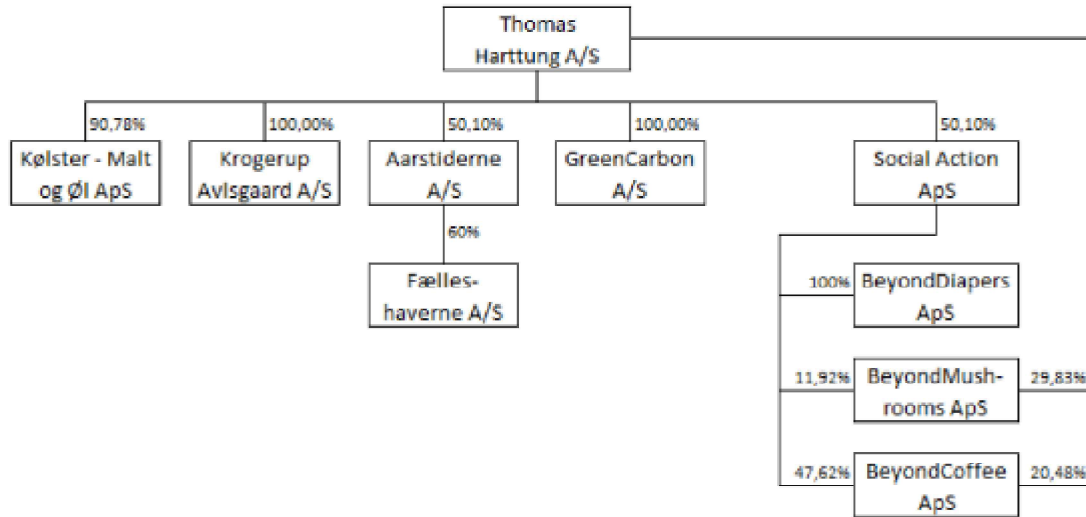 Thomas
Harttung A/S
90,78%
100,00%
50,10%
100,00%
50,10%
Kølster - Malt
og Øl ApS
Krogerup
Avlsgaard A/S
Aarstiderne
A/S
GreenCarbon
A/S
Social Action
ApS
60%
Fælles-
haverne A/S
100%
BeyondDiapers
ApS
11,92%
BeyondMush-
rooms ApS
29,83%
47,62%
BeyondCoffee
ApS
20,48%